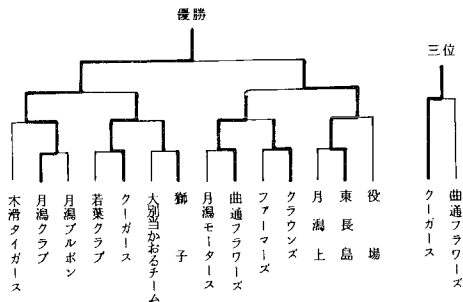 優勝
三位
木滑タイガース
月潟クラブ
月潟ブルボン
若葉クラブ
クーガース
大別当かおるチーム
獅子
月潟モータース
曲通フラワーズ
ファーマーズ
クラウンズ
月潟上
東長島
役場
クーガース
曲通フラワーズ